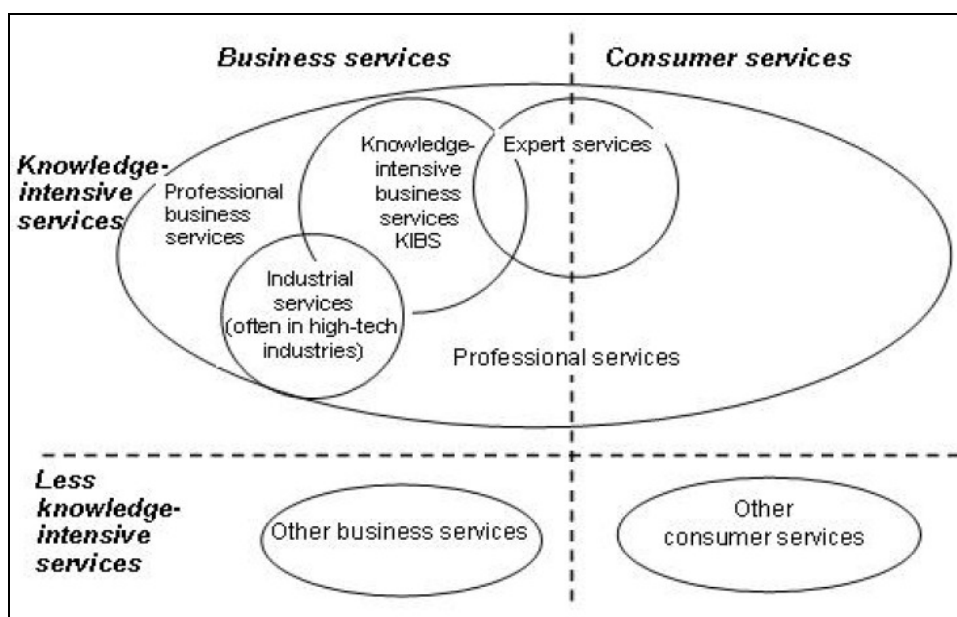 Business services
Consumer services
Knowledge-
intensive
services
Professional
business
services
Knowledge-
intensive
business
services
KIBS
Expert services
Industrial
services
(often in high-tech
industries)
Professional services
Less
knowledge-
intensive
services
Other business services
Other
consumer services